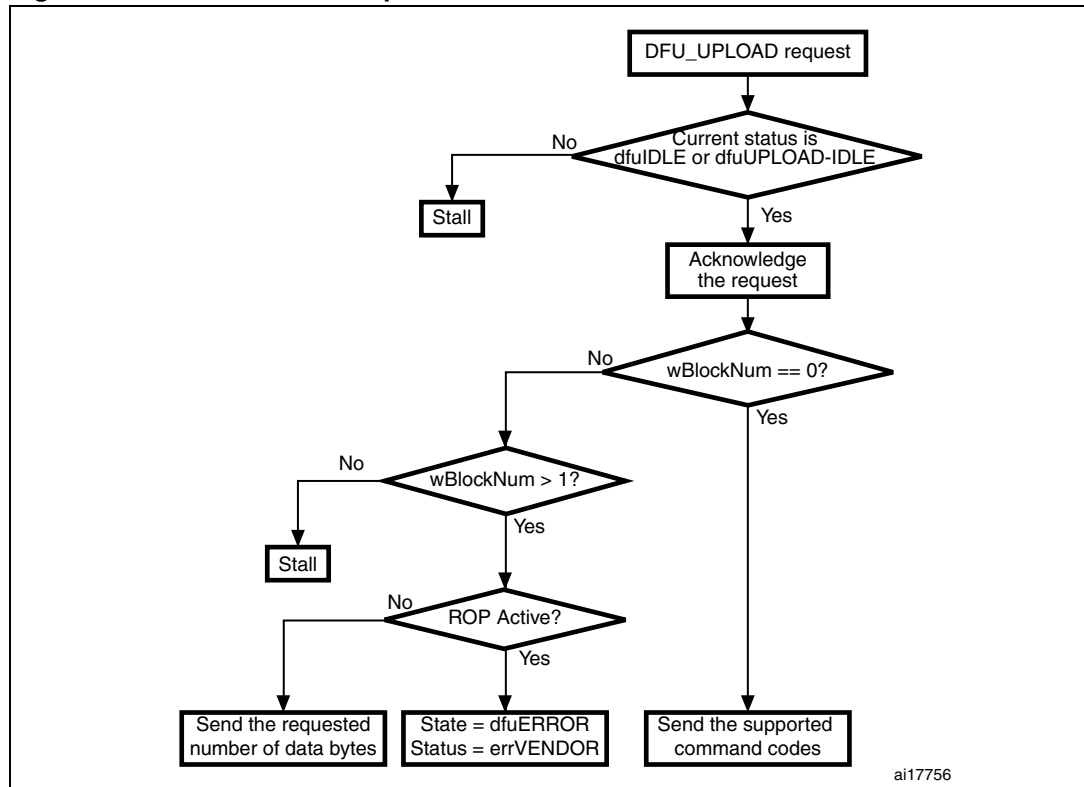 DFU_UPLOAD request
Current status is
dfuIDLE or dfuUPLOAD-IDLE
No
Stall
Yes
Acknowledge
the request
wBlockNum == 0?
No
Yes
wBlockNum > 1?
No
Yes
Stall
ROP Active?
No
Yes
Send the requested
number of data bytes
State = dfuERROR
Status = errVENDOR
Send the supported
command codes
ai17756